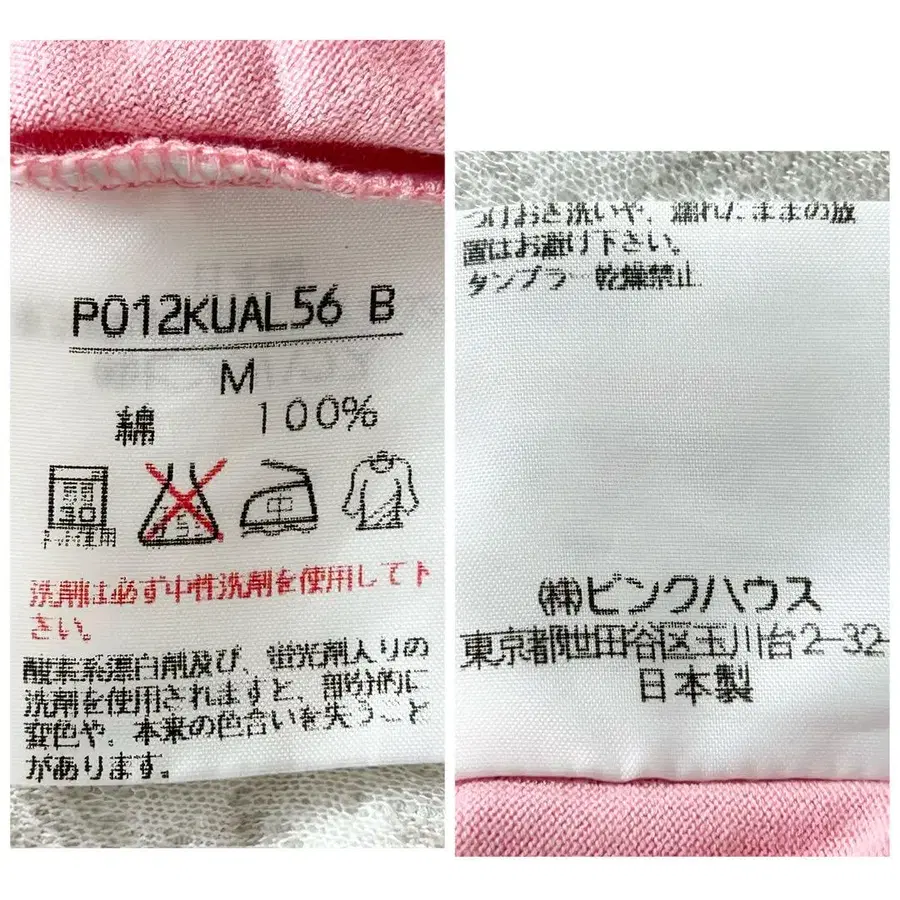 P012KUAL56 B
M
綿 100%
30
ネット使用
洗剤は必ず中性洗剤を使用して下
さい。
酸素系漂白剤及び、蛍光剤入りの
洗剤を使用されますと、部分的に
変色や、本来の色合いを失うこと
があります。
つけおき洗いや、濡れたままの放
置はお避け下さい。
タンブラー乾燥禁止
(株)ピンクハウス
東京都世田谷区玉川台2-32-
日本製